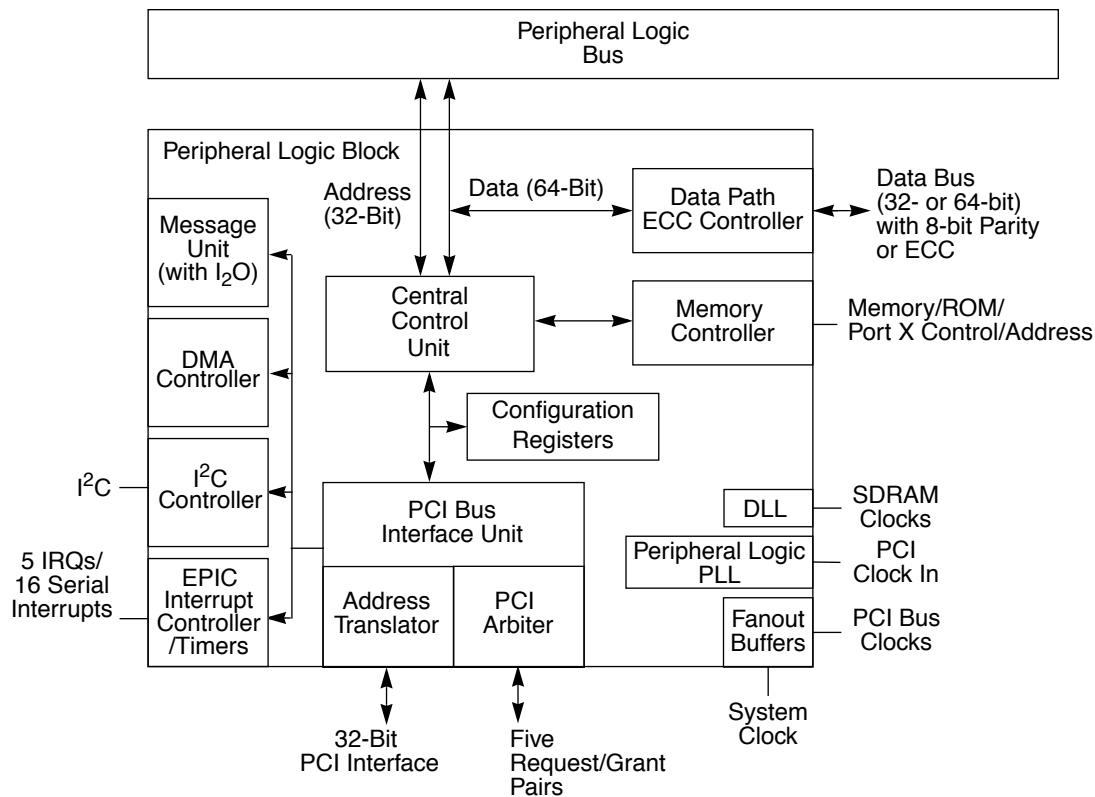 Peripheral Logic
Bus
Peripheral Logic Block
Address
(32-Bit)
Data (64-Bit)
Data Path
ECC Controller
Data Bus
(32- or 64-bit)
with 8-bit Parity
or ECC
Message
Unit
(with I2O)
Central
Control
Unit
Memory
Controller
Memory/ROM/
Port X Control/Address
DMA
Controller
Configuration
Registers
I2C
I2C
Controller
PCI Bus
Interface Unit
DLL
SDRAM
Clocks
Peripheral Logic
PLL
PCI
Clock In
5 IRQs/
16 Serial
Interrupts
EPIC
Interrupt
Controller
/Timers
Address
Translator
PCI
Arbiter
Fanout
Buffers
PCI Bus
Clocks
System
Clock
32-Bit
PCI Interface
Five
Request/Grant
Pairs